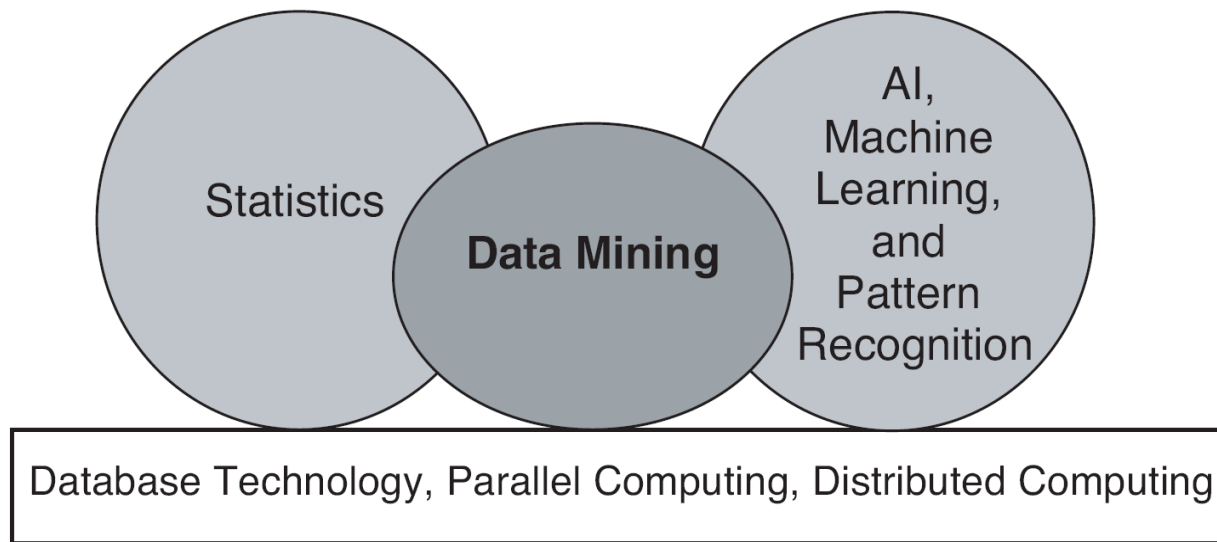 Statistics
Data Mining
AI,
Machine
Learning,
and
Pattern
Recognition
Database Technology, Parallel Computing, Distributed Computing